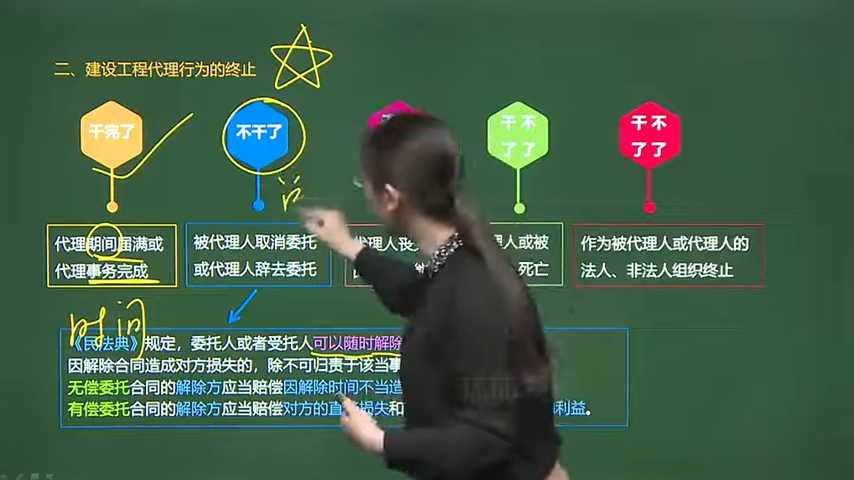 二、建设工程代理行为的终止
干完了
不干了
干不
了了
干不
了了
代理期间届满或
代理事务完成
被代理人取消委托
或代理人辞去委托
理人丧
理人或被
死亡
作为被代理人或代理人的
法人、非法人组织终止
时间
《民法典》规定，委托人或者受托人可以随时解除
因解除合同造成对方损失的，除不可归责于该当事
无偿委托合同的解除方应当赔偿因解除时间不当造
有偿委托合同的解除方应当赔偿对方的直 损失和
利益。